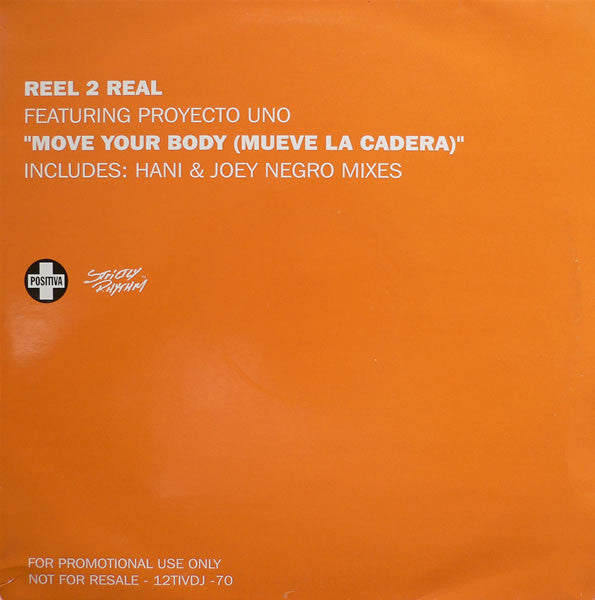 REEL 2 REAL
FEATURING PROYECTO UNO
"MOVE YOUR BODY (MUEVE LA CADERA)"
INCLUDES: HANI & JOEY NEGRO MIXES
POSITIVA
STRICTLY
RHYTHM
FOR PROMOTIONAL USE ONLY
NOT FOR RESALE - 12TIVDJ -70